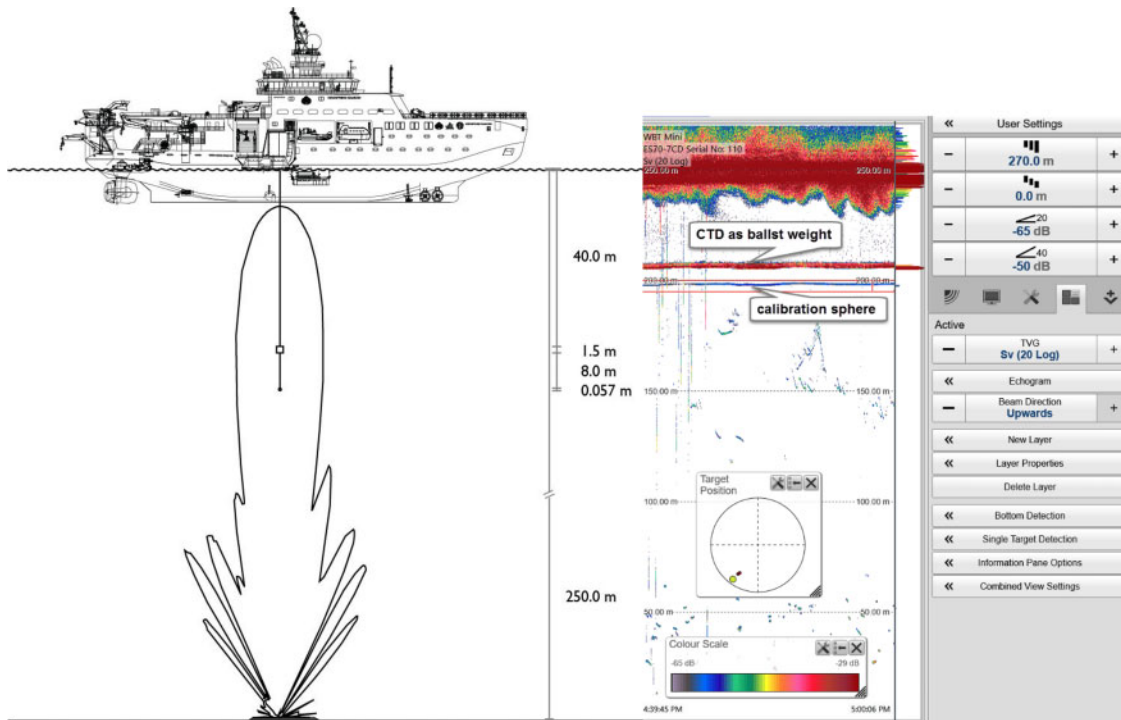 40.0 m
1.5 m
8.0 m
0.057 m
250.0 m
WBT Mini
ES70-7CD Serial No: 110
Sv (20 Log)
250.00 m
250.00 m
CTD as ballst weight
200.00 m
200.00 m
calibration sphere
150.00 m
150.00 m
Target
Position
100.00 m
100.00 m
50.00 m
50.00 m
Colour Scale
-65 dB
-29 dB
4:39:45 PM
5:00:06 PM
User Settings
270.0 m
0.0 m
20
-65 dB
40
-50 dB
Active
TVG
Sv (20 Log)
Echogram
Beam Direction
Upwards
New Layer
Layer Properties
Delete Layer
Bottom Detection
Single Target Detection
Information Pane Options
Combined View Settings